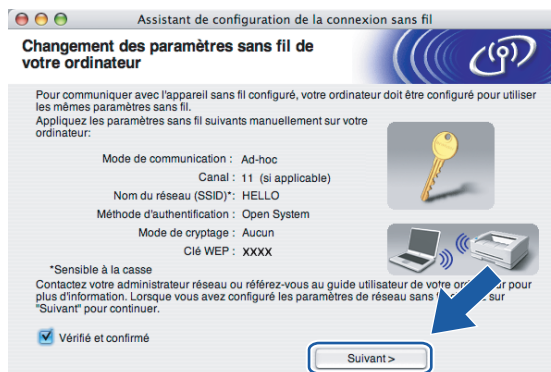 Assistant de configuration de la connexion sans fil
Changement des paramètres sans fil de
votre ordinateur
Pour communiquer avec l'appareil sans fil configuré, votre ordinateur doit être configuré pour utiliser
les mêmes paramètres sans fil.
Appliquez les paramètres sans fil suivants manuellement sur votre
ordinateur:
Mode de communication : Ad-hoc
Canal : 11 (si applicable)
Nom du réseau (SSID)*: HELLO
Méthode d'authentification : Open System
Mode de cryptage : Aucun
Clé WEP : XXXX
*Sensible à la casse
Contactez votre administrateur réseau ou référez-vous au guide utilisateur de votre pour
plus d'information. Lorsque vous avez configuré les paramètres de réseau sans sur
"Suivant" pour continuer.
Vérifié et confirmé
Suivant >